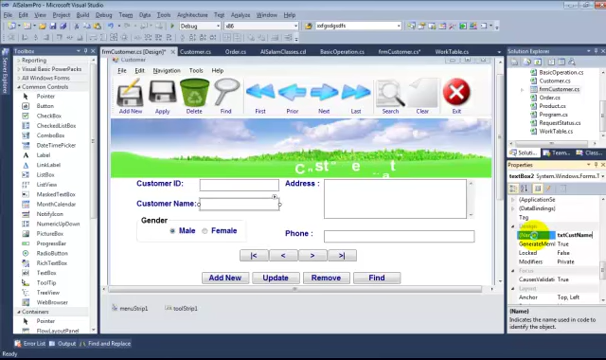 AlSalamPro - Microsoft Visual Studio
File Edit View Project Build Debug Team Data Tools Architecture Test Analyze Window Help
Debug x86
Toolbox
Reporting
Visual Basic PowerPacks
All Windows Forms
Common Controls
Pointer
Button
CheckBox
CheckedListBox
ComboBox
DateTimePicker
Label
LinkLabel
ListBox
ListView
MaskedTextBox
MonthCalendar
NotifyIcon
NumericUpDown
PictureBox
ProgressBar
RadioButton
RichTextBox
TextBox
ToolTip
TreeView
WebBrowser
Containers
Pointer
FlowLayoutPanel
Server Explorer
frmCustomer.cs [Design]* Customer.cs Order.cs AlSalamClasses.cd BasicOperation.cs frmCustomer.cs* WorkTable.cs
Customer
File Edit Navigation Tools Help
Add New Apply Delete Find First Prior Next Last Search Clear Exit
Customer ID: Address :
Customer Name:
Gender
Male Female
Phone :
|< < > >|
Add New Update Remove Find
menuStrip1 toolStrip1
Error List Output Find and Replace
Ready
Solution Explorer
BasicOperation.cs
Customer.cs
frmCustomer.cs
Order.cs
Product.cs
Program.cs
RequestStatus.cs
WorkTable.cs
Properties
textBox2 System.Windows.Forms.T
(ApplicationSe
(DataBindings)
Tag
Design
txtCustName
GenerateMem True
Locked False
Modifiers Private
Focus
CausesValidati True
Layout
Anchor Top, Left
(Name)
Indicates the name used in code to
identify the object.